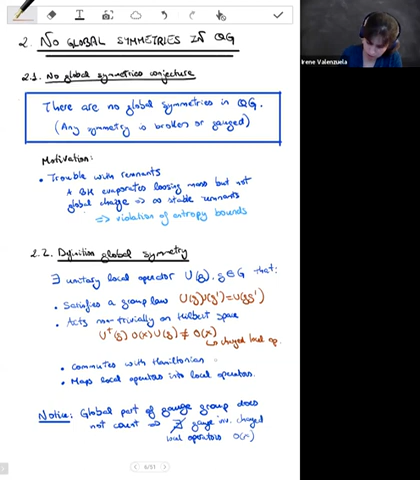 2. NO GLOBAL SYMMETRIES IN QG
2.1. No global symmetries conjecture
There are no global symmetries in QG.
(Any symmetry is broken or gauged)
Motivation:
• Trouble with remnants
A BH evaporates loosing mass but not
global charge ⇒ ∞ stable remnants
⇒ violation of entropy bounds
2.2. Definition global symmetry
∃ unitary local operator U(g), g∈G that:
• Satisfies a group law U(g)U(g')=U(gg')
• Acts non-trivially on Hilbert space
U†(g) O(x) U(g) ≠ O(x)
↳ charged local op.
• Commutes with Hamiltonian
• Maps local operators into local operators.
Notice: Global part of gauge group does
not count ⇒ ∄ gauge inv. charged
local operators O(x)
Irene Valenzuela
6/51